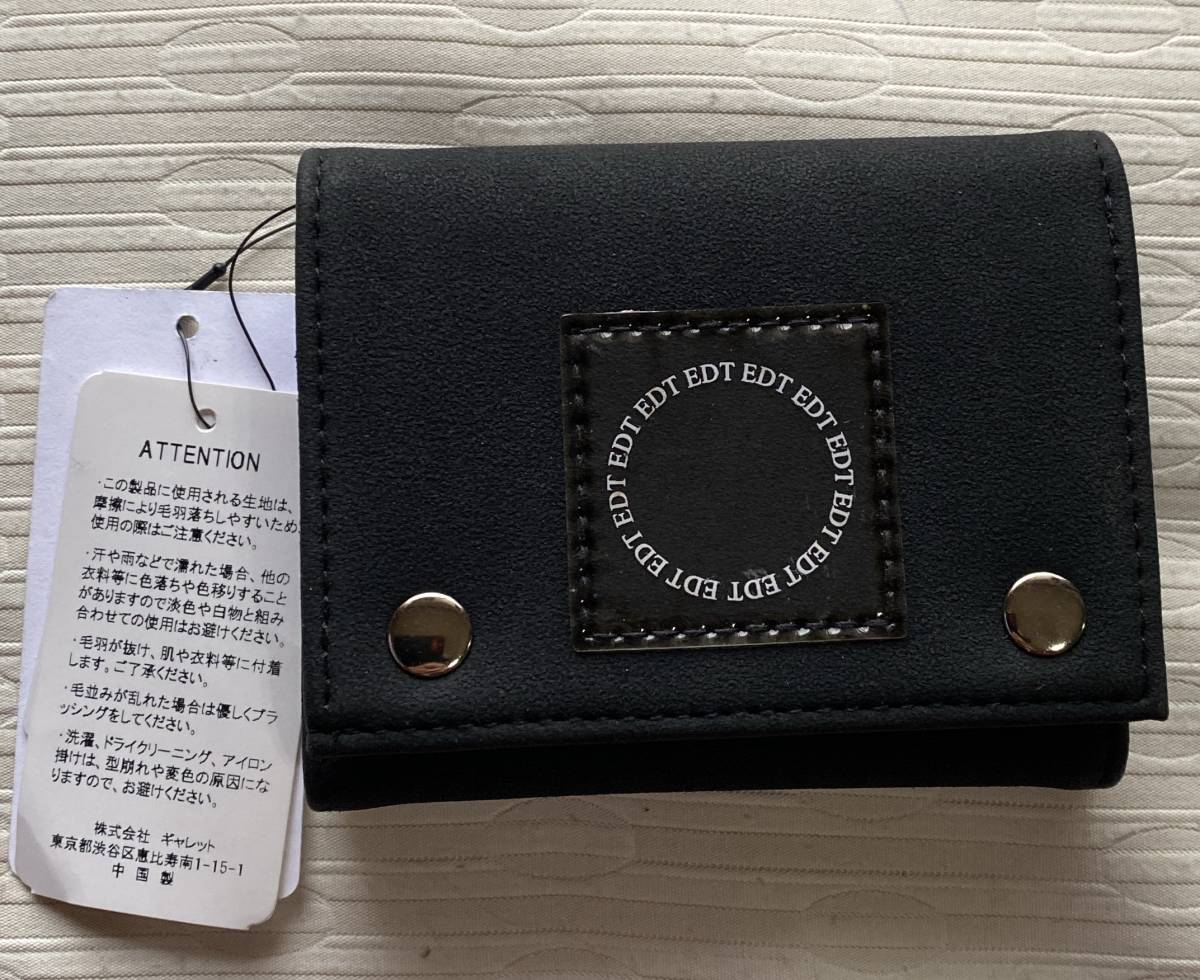 ATTENTION
・この製品に使用される生地は、
摩擦により毛羽落ちしやすいため
使用の際はご注意ください。
・汗や雨などで濡れた場合、他の
衣料等に色落ちや色移りすること
がありますので淡色や白物と組み
合わせての使用はお避けください。
・毛羽が抜け、肌や衣料等に付着
します。ご了承ください。
・毛並みが乱れた場合は優しくブラ
ッシングをしてください。
・洗濯、ドライクリーニング、アイロン
掛けは、型崩れや変色の原因にな
りますので、お避けください。
株式会社 ギャレット
東京都渋谷区恵比寿南1-15-1
中国製
EDT EDT EDT EDT EDT EDT EDT EDT EDT EDT EDT EDT